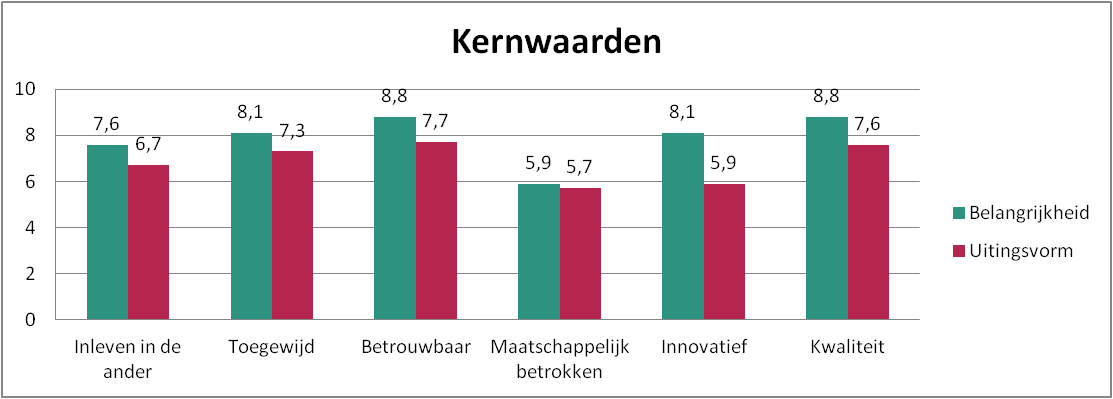 Kernwaarden
10
8
6
4
2
0
7,6
6,7
8,1
7,3
8,8
7,7
5,9
5,7
8,1
5,9
8,8
7,6
Inleven in de
ander
Toegewijd
Betrouwbaar
Maatschappelijk
betrokken
Innovatief
Kwaliteit
Belangrijkheid
Uitingsvorm